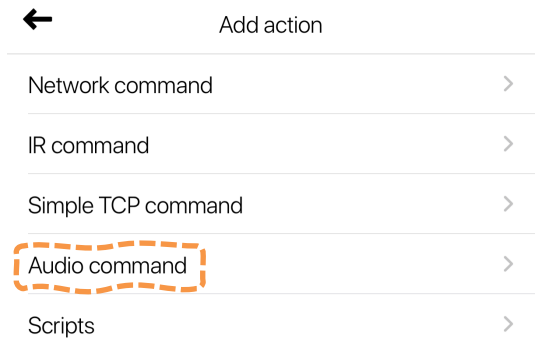 Add action
Network command
IR command
Simple TCP command
Audio command
Scripts